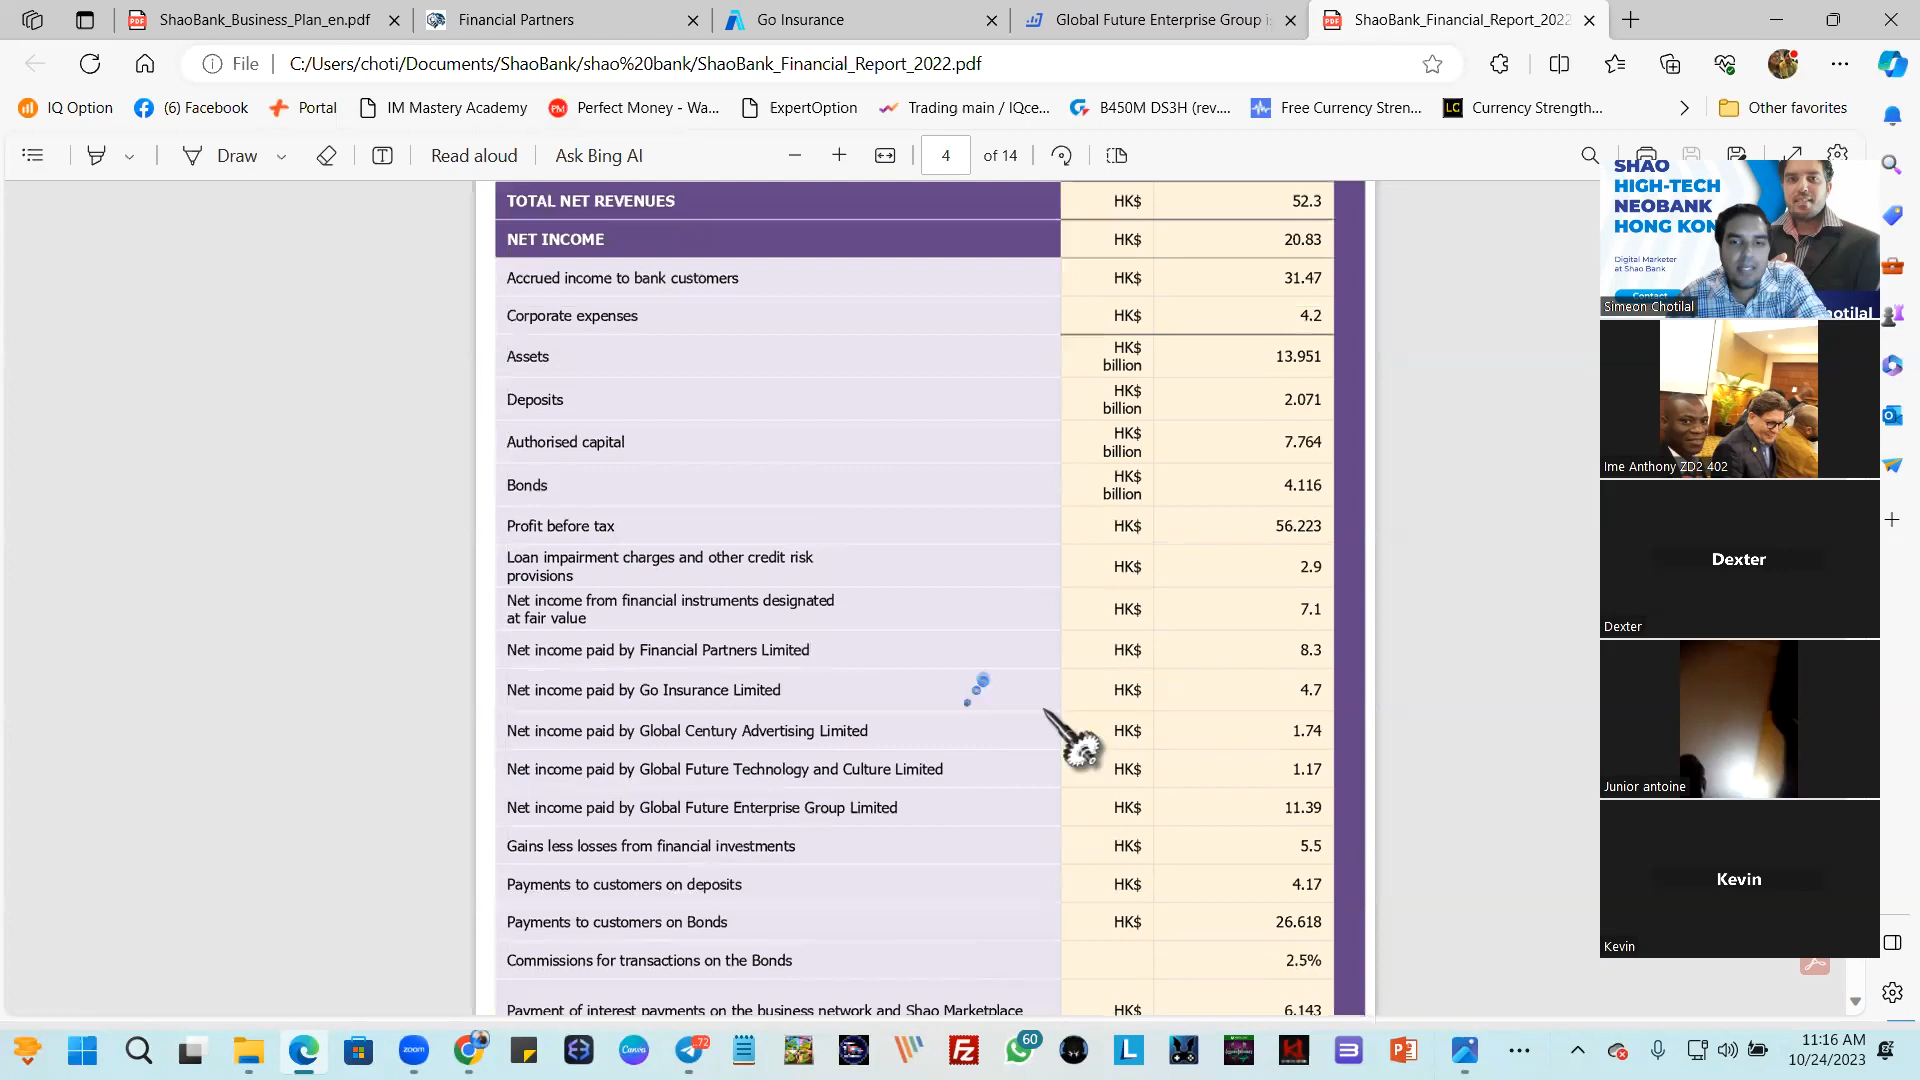 ShaoBank_Business_Plan_en.pdf
Financial Partners
Go Insurance
Global Future Enterprise Group i
ShaoBank_Financial_Report_2022
File
C:/Users/choti/Documents/ShaoBank/shao%20bank/ShaoBank_Financial_Report_2022.pdf
IQ Option
(6) Facebook
Portal
IM Mastery Academy
Perfect Money - Wa...
ExpertOption
Trading main / IQce...
B450M DS3H (rev....
Free Currency Stren...
Currency Strength...
Other favorites
Draw
Read aloud
Ask Bing AI
4
of 14
TOTAL NET REVENUES HK$ 52.3
NET INCOME HK$ 20.83
Accrued income to bank customers HK$ 31.47
Corporate expenses HK$ 4.2
Assets HK$ billion 13.951
Deposits HK$ billion 2.071
Authorised capital HK$ billion 7.764
Bonds HK$ billion 4.116
Profit before tax HK$ 56.223
Loan impairment charges and other credit risk
provisions HK$ 2.9
Net income from financial instruments designated
at fair value HK$ 7.1
Net income paid by Financial Partners Limited HK$ 8.3
Net income paid by Go Insurance Limited HK$ 4.7
Net income paid by Global Century Advertising Limited HK$ 1.74
Net income paid by Global Future Technology and Culture Limited HK$ 1.17
Net income paid by Global Future Enterprise Group Limited HK$ 11.39
Gains less losses from financial investments HK$ 5.5
Payments to customers on deposits HK$ 4.17
Payments to customers on Bonds HK$ 26.618
Commissions for transactions on the Bonds 2.5%
Payment of interest payments on the business network and Shao Marketplace HK$ 6.143
SHAO
HIGH-TECH
NEOBANK
HONG KON
Digital Marketer
at Shao Bank
Contact
hotilal
Simeon Chotilal
Ime Anthony ZD2 402
Dexter
Dexter
Junior antoine
Kevin
Kevin
zoom
Canva
72
60
11:16 AM
10/24/2023